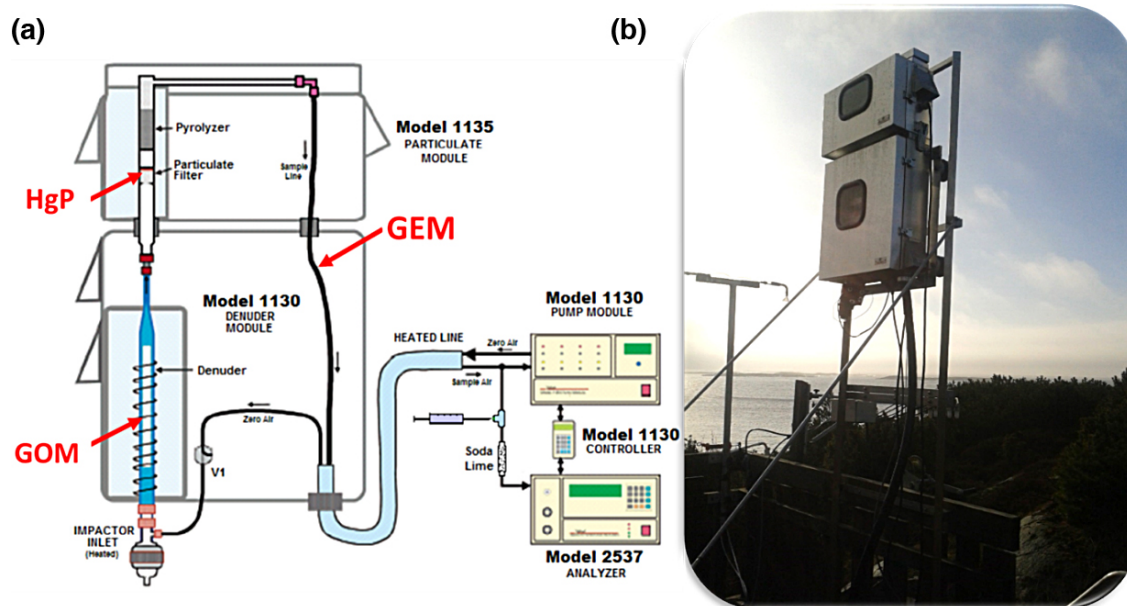 (a)
(b)
Pyrolyzer
Particulate
Filter
HgP
Sample
Line
Model 1135
PARTICULATE
MODULE
GEM
Model 1130
DENUDER
MODULE
Denuder
GOM
Zero Air
V1
IMPACTOR
INLET
(Heated)
HEATED LINE
Zero Air
Sample Air
Model 1130
PUMP MODULE
Soda
Lime
Model 1130
CONTROLLER
Model 2537
ANALYZER